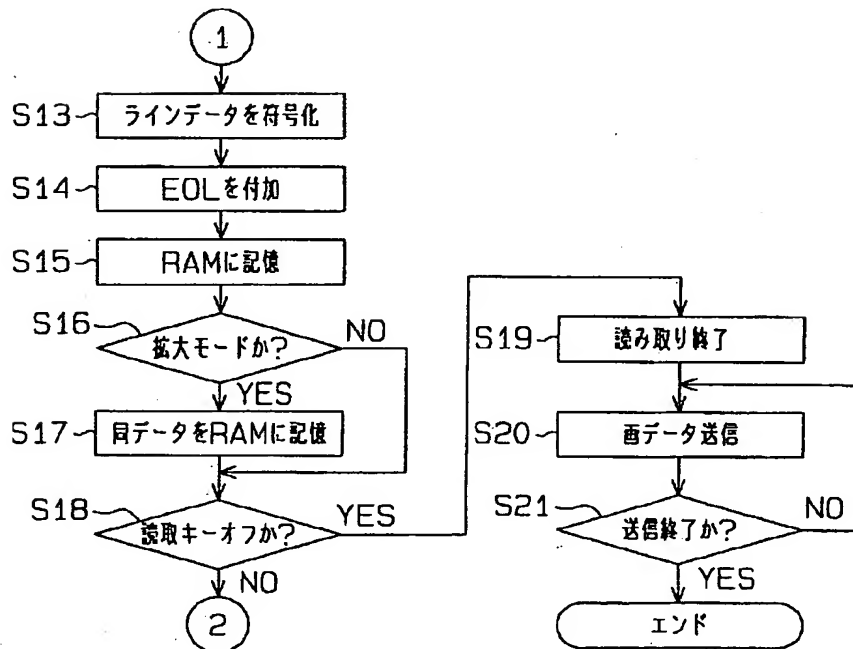 1
S13 ラインデータを符号化
S14 EOLを付加
S15 RAMに記憶
S16 拡大モードか?
NO
YES
S17 同データをRAMに記憶
S18 読取キーオフか?
YES
NO
2
S19 読み取り終了
S20 画データ送信
S21 送信終了か?
NO
YES
エンド